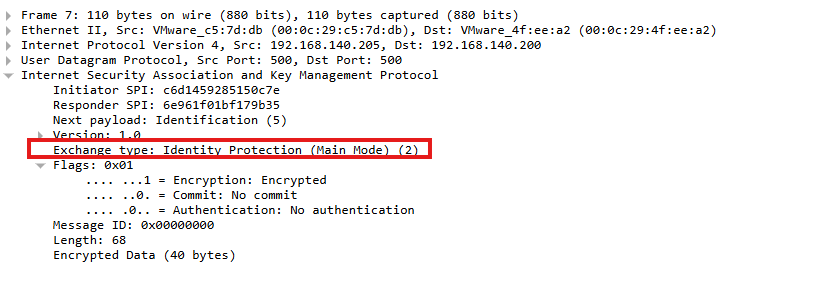 Frame 7: 110 bytes on wire (880 bits), 110 bytes captured (880 bits)
Ethernet II, Src: VMware_c5:7d:db (00:0c:29:c5:7d:db), Dst: VMware_4f:ee:a2 (00:0c:29:4f:ee:a2)
Internet Protocol Version 4, Src: 192.168.140.205, Dst: 192.168.140.200
User Datagram Protocol, Src Port: 500, Dst Port: 500
Internet Security Association and Key Management Protocol
Initiator SPI: c6d1459285150c7e
Responder SPI: 6e961f01bf179b35
Next payload: Identification (5)
Version: 1.0
Exchange type: Identity Protection (Main Mode) (2)
Flags: 0x01
.... ...1 = Encryption: Encrypted
.... ..0. = Commit: No commit
.... .0.. = Authentication: No authentication
Message ID: 0x00000000
Length: 68
Encrypted Data (40 bytes)